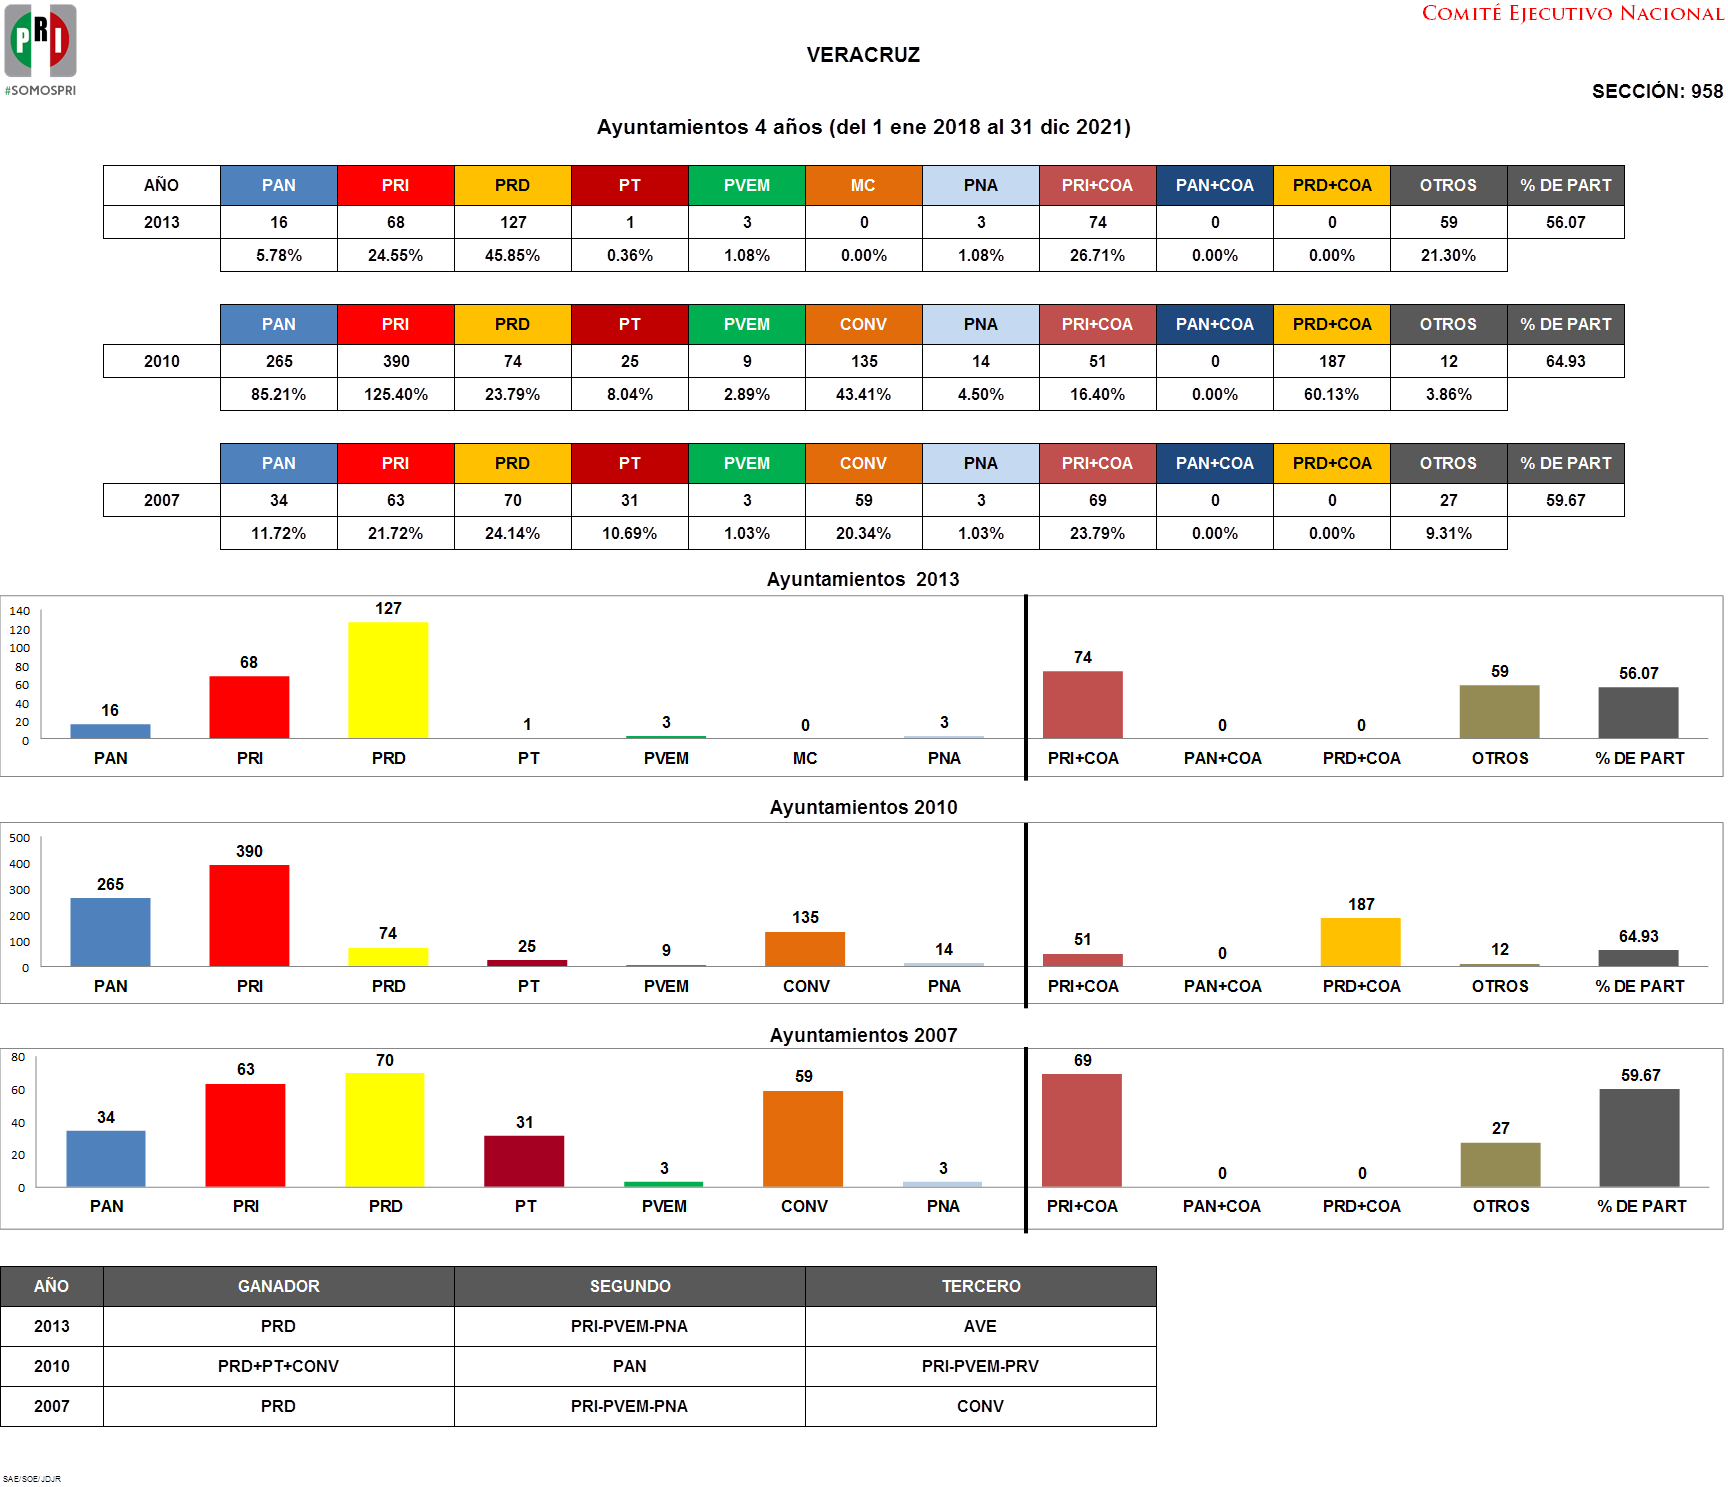 PRI
#SOMOSPRI
COMITÉ EJECUTIVO NACIONAL
VERACRUZ
SECCIÓN: 958
Ayuntamientos 4 años (del 1 ene 2018 al 31 dic 2021)
AÑO PAN PRI PRD PT PVEM MC PNA PRI+COA PAN+COA PRD+COA OTROS % DE PART
2013 16 68 127 1 3 0 3 74 0 0 59 56.07
5.78% 24.55% 45.85% 0.36% 1.08% 0.00% 1.08% 26.71% 0.00% 0.00% 21.30%
PAN PRI PRD PT PVEM CONV PNA PRI+COA PAN+COA PRD+COA OTROS % DE PART
2010 265 390 74 25 9 135 14 51 0 187 12 64.93
85.21% 125.40% 23.79% 8.04% 2.89% 43.41% 4.50% 16.40% 0.00% 60.13% 3.86%
PAN PRI PRD PT PVEM CONV PNA PRI+COA PAN+COA PRD+COA OTROS % DE PART
2007 34 63 70 31 3 59 3 69 0 0 27 59.67
11.72% 21.72% 24.14% 10.69% 1.03% 20.34% 1.03% 23.79% 0.00% 0.00% 9.31%
Ayuntamientos 2013
140
120
100
80
60
40
20
0
16 68 127 1 3 0 3 74 0 0 59 56.07
PAN PRI PRD PT PVEM MC PNA PRI+COA PAN+COA PRD+COA OTROS % DE PART
Ayuntamientos 2010
500
400
300
200
100
0
265 390 74 25 9 135 14 51 0 187 12 64.93
PAN PRI PRD PT PVEM CONV PNA PRI+COA PAN+COA PRD+COA OTROS % DE PART
Ayuntamientos 2007
80
60
40
20
0
34 63 70 31 3 59 3 69 0 0 27 59.67
PAN PRI PRD PT PVEM CONV PNA PRI+COA PAN+COA PRD+COA OTROS % DE PART
AÑO GANADOR SEGUNDO TERCERO
2013 PRD PRI-PVEM-PNA AVE
2010 PRD+PT+CONV PAN PRI-PVEM-PRV
2007 PRD PRI-PVEM-PNA CONV
SAE/SOE/JDJR